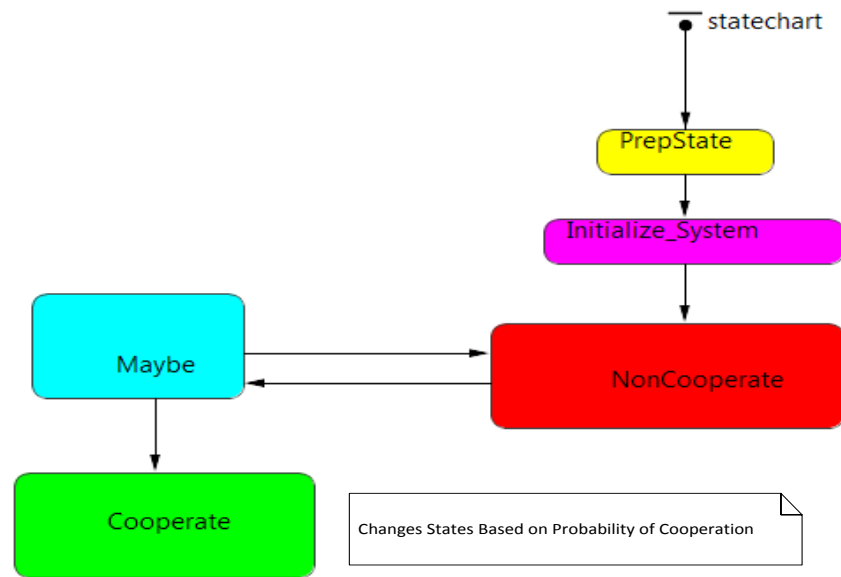 statechart
PrepState
Initialize_System
Maybe
NonCooperate
Cooperate
Changes States Based on Probability of Cooperation